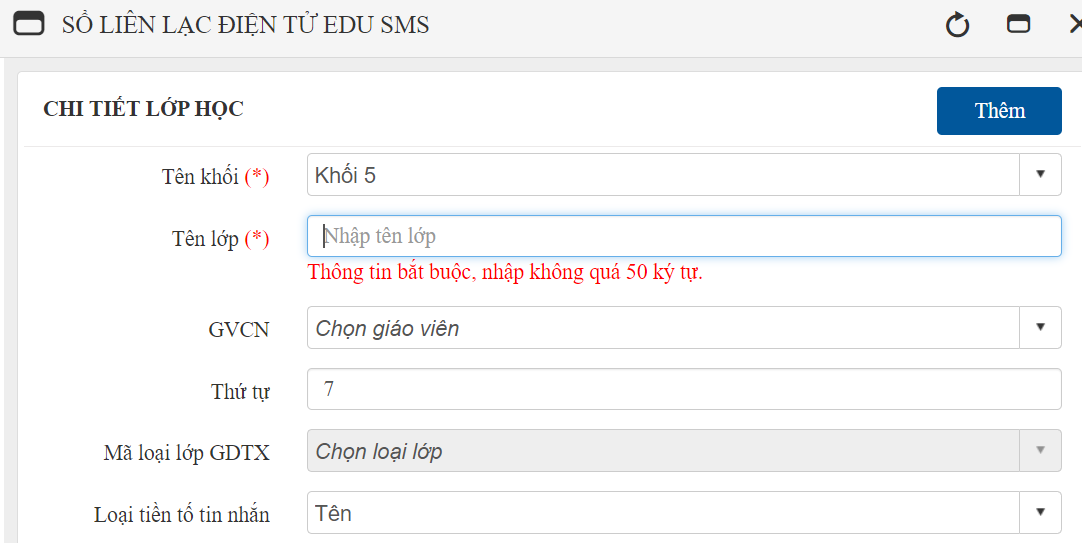 SỔ LIÊN LẠC ĐIỆN TỬ EDU SMS
CHI TIẾT LỚP HỌC
Thêm
Tên khối (*)
Khối 5
Tên lớp (*)
Nhập tên lớp
Thông tin bắt buộc, nhập không quá 50 ký tự.
GVCN
Chọn giáo viên
Thứ tự
7
Mã loại lớp GDTX
Chọn loại lớp
Loại tiền tố tin nhắn
Tên